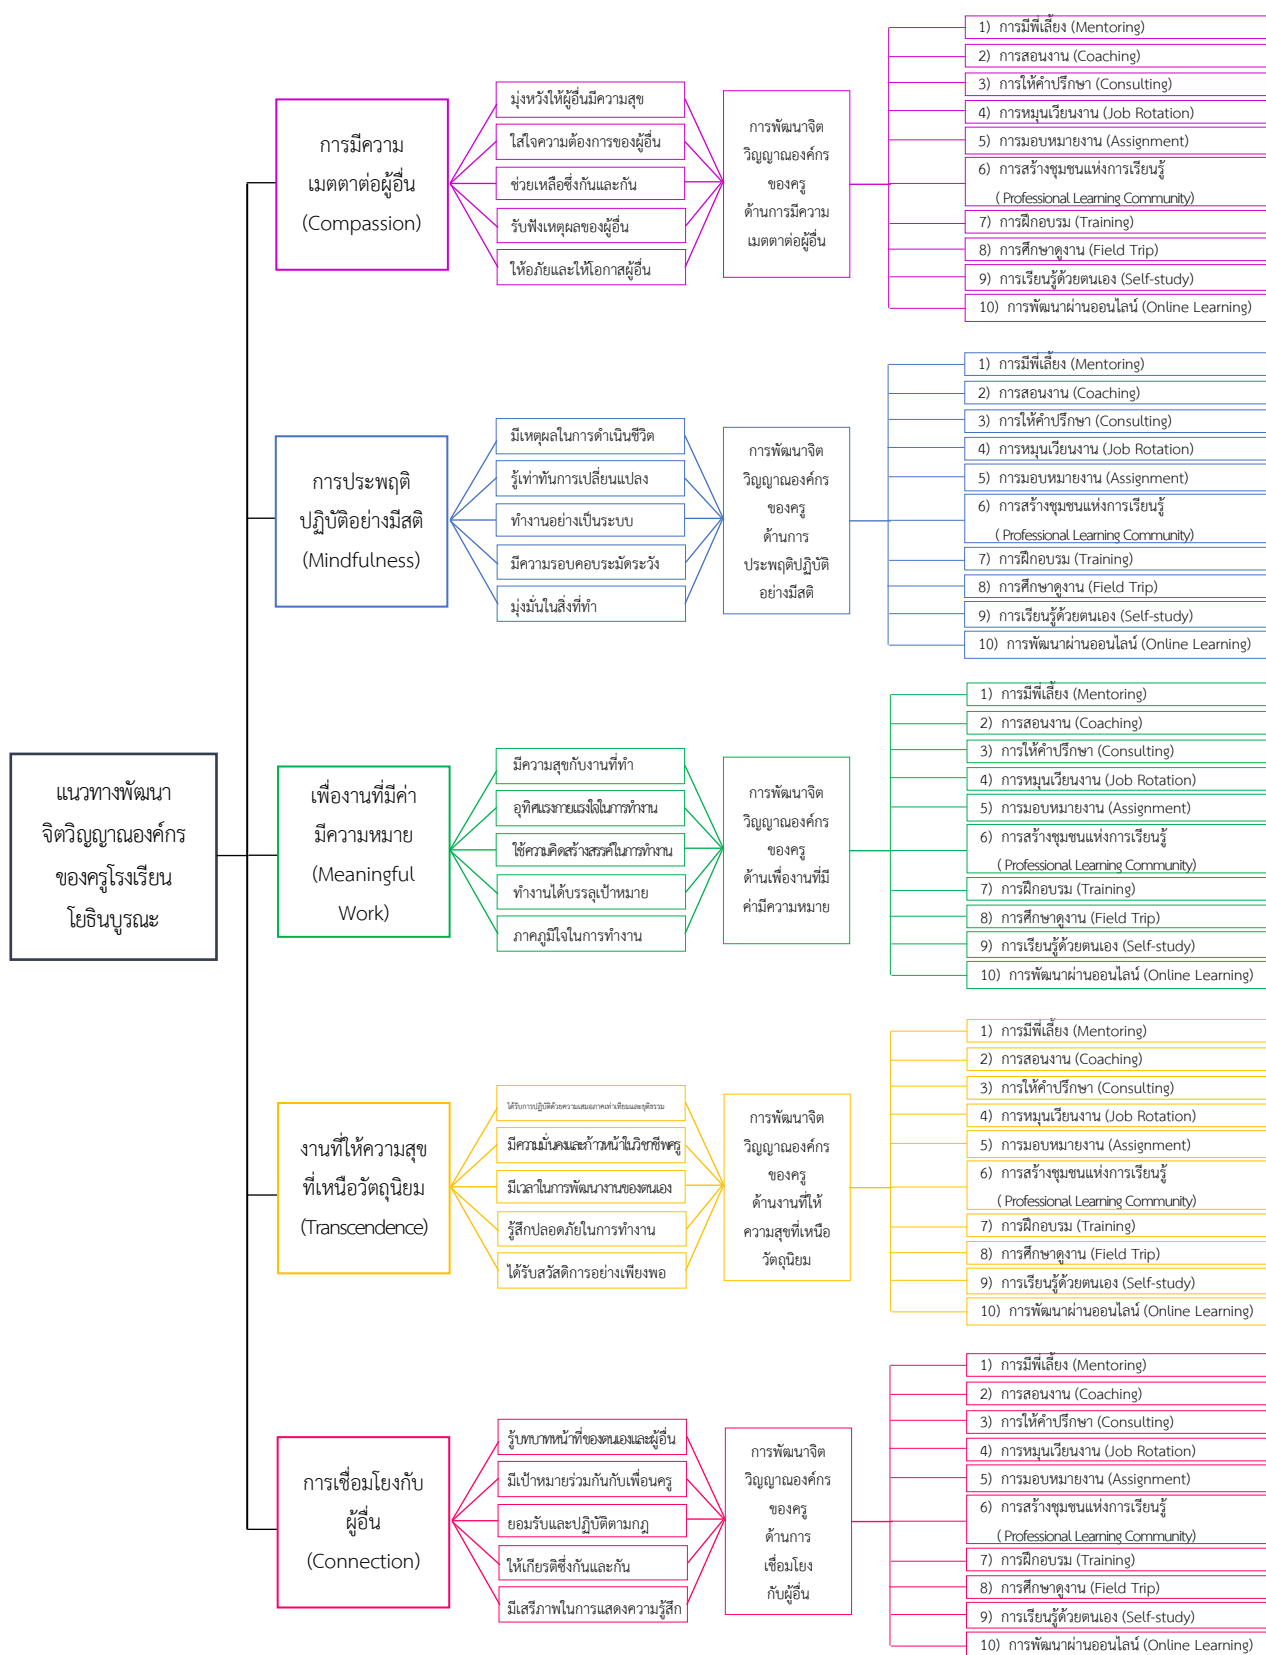 แนวทางพัฒนา
จิตวิญญาณองค์กร
ของครูโรงเรียน
โยธินบูรณะ
การมีความ
เมตตาต่อผู้อื่น
(Compassion)
มุ่งหวังให้ผู้อื่นมีความสุข
ใส่ใจความต้องการของผู้อื่น
ช่วยเหลือซึ่งกันและกัน
รับฟังเหตุผลของผู้อื่น
ให้อภัยและให้โอกาสผู้อื่น
การพัฒนาจิต
วิญญาณองค์กร
ของครู
ด้านการมีความ
เมตตาต่อผู้อื่น
1) การมีพี่เลี้ยง (Mentoring)
2) การสอนงาน (Coaching)
3) การให้คำปรึกษา (Consulting)
4) การหมุนเวียนงาน (Job Rotation)
5) การมอบหมายงาน (Assignment)
6) การสร้างชุมชนแห่งการเรียนรู้
( Professional Learning Community)
7) การฝึกอบรม (Training)
8) การศึกษาดูงาน (Field Trip)
9) การเรียนรู้ด้วยตนเอง (Self-study)
10) การพัฒนาผ่านออนไลน์ (Online Learning)
การประพฤติ
ปฏิบัติอย่างมีสติ
(Mindfulness)
มีเหตุผลในการดำเนินชีวิต
รู้เท่าทันการเปลี่ยนแปลง
ทำงานอย่างเป็นระบบ
มีความรอบคอบระมัดระวัง
มุ่งมั่นในสิ่งที่ทำ
การพัฒนาจิต
วิญญาณองค์กร
ของครู
ด้านการ
ประพฤติปฏิบัติ
อย่างมีสติ
1) การมีพี่เลี้ยง (Mentoring)
2) การสอนงาน (Coaching)
3) การให้คำปรึกษา (Consulting)
4) การหมุนเวียนงาน (Job Rotation)
5) การมอบหมายงาน (Assignment)
6) การสร้างชุมชนแห่งการเรียนรู้
( Professional Learning Community)
7) การฝึกอบรม (Training)
8) การศึกษาดูงาน (Field Trip)
9) การเรียนรู้ด้วยตนเอง (Self-study)
10) การพัฒนาผ่านออนไลน์ (Online Learning)
เพื่องานที่มีค่า
มีความหมาย
(Meaningful
Work)
มีความสุขกับงานที่ทำ
อุทิศแรงกายแรงใจในการทำงาน
ใช้ความคิดสร้างสรรค์ในการทำงาน
ทำงานได้บรรลุเป้าหมาย
ภาคภูมิใจในการทำงาน
การพัฒนาจิต
วิญญาณองค์กร
ของครู
ด้านเพื่องานที่มี
ค่ามีความหมาย
1) การมีพี่เลี้ยง (Mentoring)
2) การสอนงาน (Coaching)
3) การให้คำปรึกษา (Consulting)
4) การหมุนเวียนงาน (Job Rotation)
5) การมอบหมายงาน (Assignment)
6) การสร้างชุมชนแห่งการเรียนรู้
( Professional Learning Community)
7) การฝึกอบรม (Training)
8) การศึกษาดูงาน (Field Trip)
9) การเรียนรู้ด้วยตนเอง (Self-study)
10) การพัฒนาผ่านออนไลน์ (Online Learning)
งานที่ให้ความสุข
ที่เหนือวัตถุนิยม
(Transcendence)
ได้รับการปฏิบัติด้วยความเสมอภาคเท่าเทียมและยุติธรรม
มีความมั่นคงและก้าวหน้าในวิชาชีพครู
มีเวลาในการพัฒนางานของตนเอง
รู้สึกปลอดภัยในการทำงาน
ได้รับสวัสดิการอย่างเพียงพอ
การพัฒนาจิต
วิญญาณองค์กร
ของครู
ด้านงานที่ให้
ความสุขที่เหนือ
วัตถุนิยม
1) การมีพี่เลี้ยง (Mentoring)
2) การสอนงาน (Coaching)
3) การให้คำปรึกษา (Consulting)
4) การหมุนเวียนงาน (Job Rotation)
5) การมอบหมายงาน (Assignment)
6) การสร้างชุมชนแห่งการเรียนรู้
( Professional Learning Community)
7) การฝึกอบรม (Training)
8) การศึกษาดูงาน (Field Trip)
9) การเรียนรู้ด้วยตนเอง (Self-study)
10) การพัฒนาผ่านออนไลน์ (Online Learning)
การเชื่อมโยงกับ
ผู้อื่น
(Connection)
รู้บทบาทหน้าที่ของตนเองและผู้อื่น
มีเป้าหมายร่วมกันกับเพื่อนครู
ยอมรับและปฏิบัติตามกฎ
ให้เกียรติซึ่งกันและกัน
มีเสรีภาพในการแสดงความรู้สึก
การพัฒนาจิต
วิญญาณองค์กร
ของครู
ด้านการ
เชื่อมโยง
กับผู้อื่น
1) การมีพี่เลี้ยง (Mentoring)
2) การสอนงาน (Coaching)
3) การให้คำปรึกษา (Consulting)
4) การหมุนเวียนงาน (Job Rotation)
5) การมอบหมายงาน (Assignment)
6) การสร้างชุมชนแห่งการเรียนรู้
( Professional Learning Community)
7) การฝึกอบรม (Training)
8) การศึกษาดูงาน (Field Trip)
9) การเรียนรู้ด้วยตนเอง (Self-study)
10) การพัฒนาผ่านออนไลน์ (Online Learning)